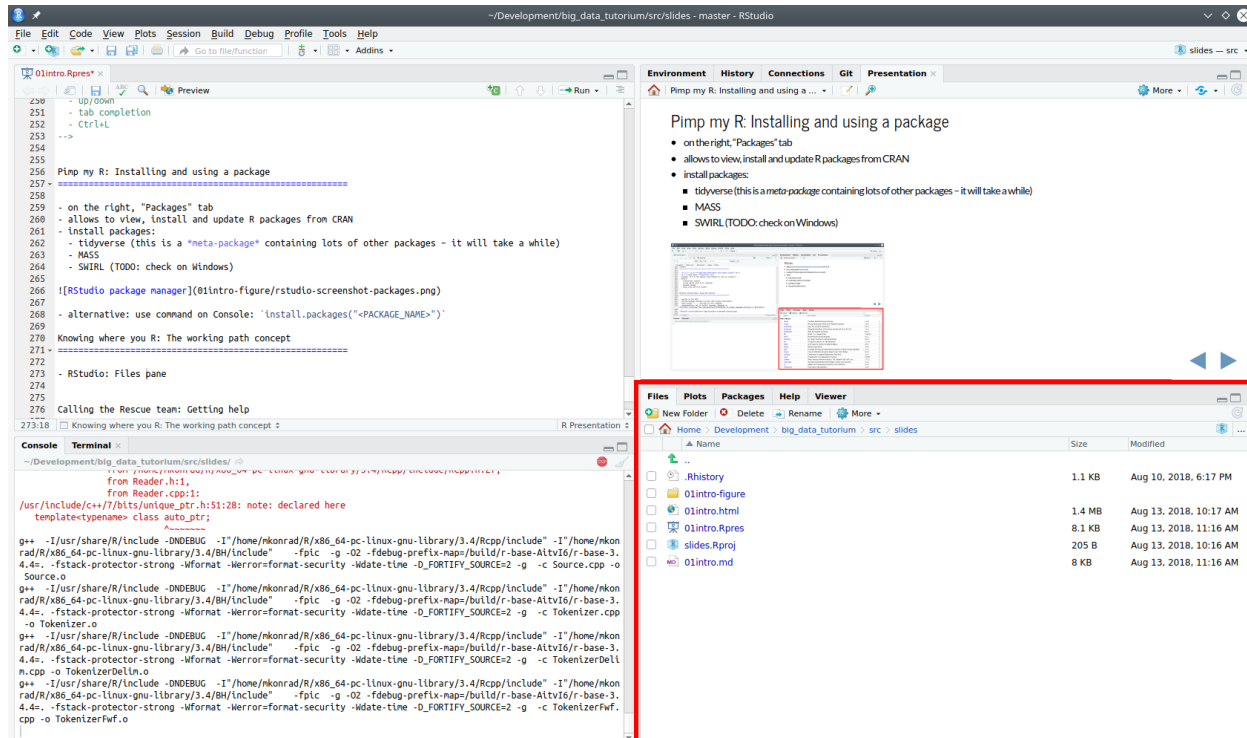 ~/Development/big_data_tutorium/src/slides - master - RStudio
File Edit Code View Plots Session Build Debug Profile Tools Help
Go to file/function Addins slides — src
01intro.Rpres*
Preview Run
250 - up/down
251 - tab completion
252 - Ctrl+L
253 -->
254
255
256 Pimp my R: Installing and using a package
257 =======================================================
258
259 - on the right, "Packages" tab
260 - allows to view, install and update R packages from CRAN
261 - install packages:
262 - tidyverse (this is a *meta-package* containing lots of other packages – it will take a while)
263 - MASS
264 - SWIRL (TODO: check on Windows)
265
266 ![RStudio package manager](01intro-figure/rstudio-screenshot-packages.png)
267
268 - alternative: use command on Console: `install.packages("<PACKAGE_NAME>")`
269
270 Knowing where you R: The working path concept
271 =======================================================
272
273 - RStudio: Files pane
274
275
276 Calling the Rescue team: Getting help
273:18 Knowing where you R: The working path concept R Presentation
Console Terminal
~/Development/big_data_tutorium/src/slides/
from /home/mkonrad/R/x86_64-pc-linux-gnu-library/3.4/Rcpp/include/Rcpp.h:27,
from Reader.h:1,
from Reader.cpp:1:
/usr/include/c++/7/bits/unique_ptr.h:51:28: note: declared here
template<typename> class auto_ptr;
^~~~~~~~
g++ -I/usr/share/R/include -DNDEBUG -I"/home/mkonrad/R/x86_64-pc-linux-gnu-library/3.4/Rcpp/include" -I"/home/mkon
rad/R/x86_64-pc-linux-gnu-library/3.4/BH/include" -fpic -g -O2 -fdebug-prefix-map=/build/r-base-AitvI6/r-base-3.
4.4=. -fstack-protector-strong -Wformat -Werror=format-security -Wdate-time -D_FORTIFY_SOURCE=2 -g -c Source.cpp -o
Source.o
g++ -I/usr/share/R/include -DNDEBUG -I"/home/mkonrad/R/x86_64-pc-linux-gnu-library/3.4/Rcpp/include" -I"/home/mkon
rad/R/x86_64-pc-linux-gnu-library/3.4/BH/include" -fpic -g -O2 -fdebug-prefix-map=/build/r-base-AitvI6/r-base-3.
4.4=. -fstack-protector-strong -Wformat -Werror=format-security -Wdate-time -D_FORTIFY_SOURCE=2 -g -c Tokenizer.cpp
-o Tokenizer.o
g++ -I/usr/share/R/include -DNDEBUG -I"/home/mkonrad/R/x86_64-pc-linux-gnu-library/3.4/Rcpp/include" -I"/home/mkon
rad/R/x86_64-pc-linux-gnu-library/3.4/BH/include" -fpic -g -O2 -fdebug-prefix-map=/build/r-base-AitvI6/r-base-3.
4.4=. -fstack-protector-strong -Wformat -Werror=format-security -Wdate-time -D_FORTIFY_SOURCE=2 -g -c TokenizerDeli
m.cpp -o TokenizerDelim.o
g++ -I/usr/share/R/include -DNDEBUG -I"/home/mkonrad/R/x86_64-pc-linux-gnu-library/3.4/Rcpp/include" -I"/home/mkon
rad/R/x86_64-pc-linux-gnu-library/3.4/BH/include" -fpic -g -O2 -fdebug-prefix-map=/build/r-base-AitvI6/r-base-3.
4.4=. -fstack-protector-strong -Wformat -Werror=format-security -Wdate-time -D_FORTIFY_SOURCE=2 -g -c TokenizerFwf.
cpp -o TokenizerFwf.o
Environment History Connections Git Presentation
Pimp my R: Installing and using a ... More
Pimp my R: Installing and using a package
• on the right, "Packages" tab
• allows to view, install and update R packages from CRAN
• install packages:
■ tidyverse (this is a meta-package containing lots of other packages – it will take a while)
■ MASS
■ SWIRL (TODO: check on Windows)
Files Plots Packages Help Viewer
New Folder Delete Rename More
Home > Development > big_data_tutorium > src > slides ...
Name Size Modified
..
.Rhistory 1.1 KB Aug 10, 2018, 6:17 PM
01intro-figure
01intro.html 1.4 MB Aug 13, 2018, 10:17 AM
01intro.Rpres 8.1 KB Aug 13, 2018, 11:16 AM
slides.Rproj 205 B Aug 13, 2018, 10:16 AM
MD 01intro.md 8 KB Aug 13, 2018, 11:16 AM